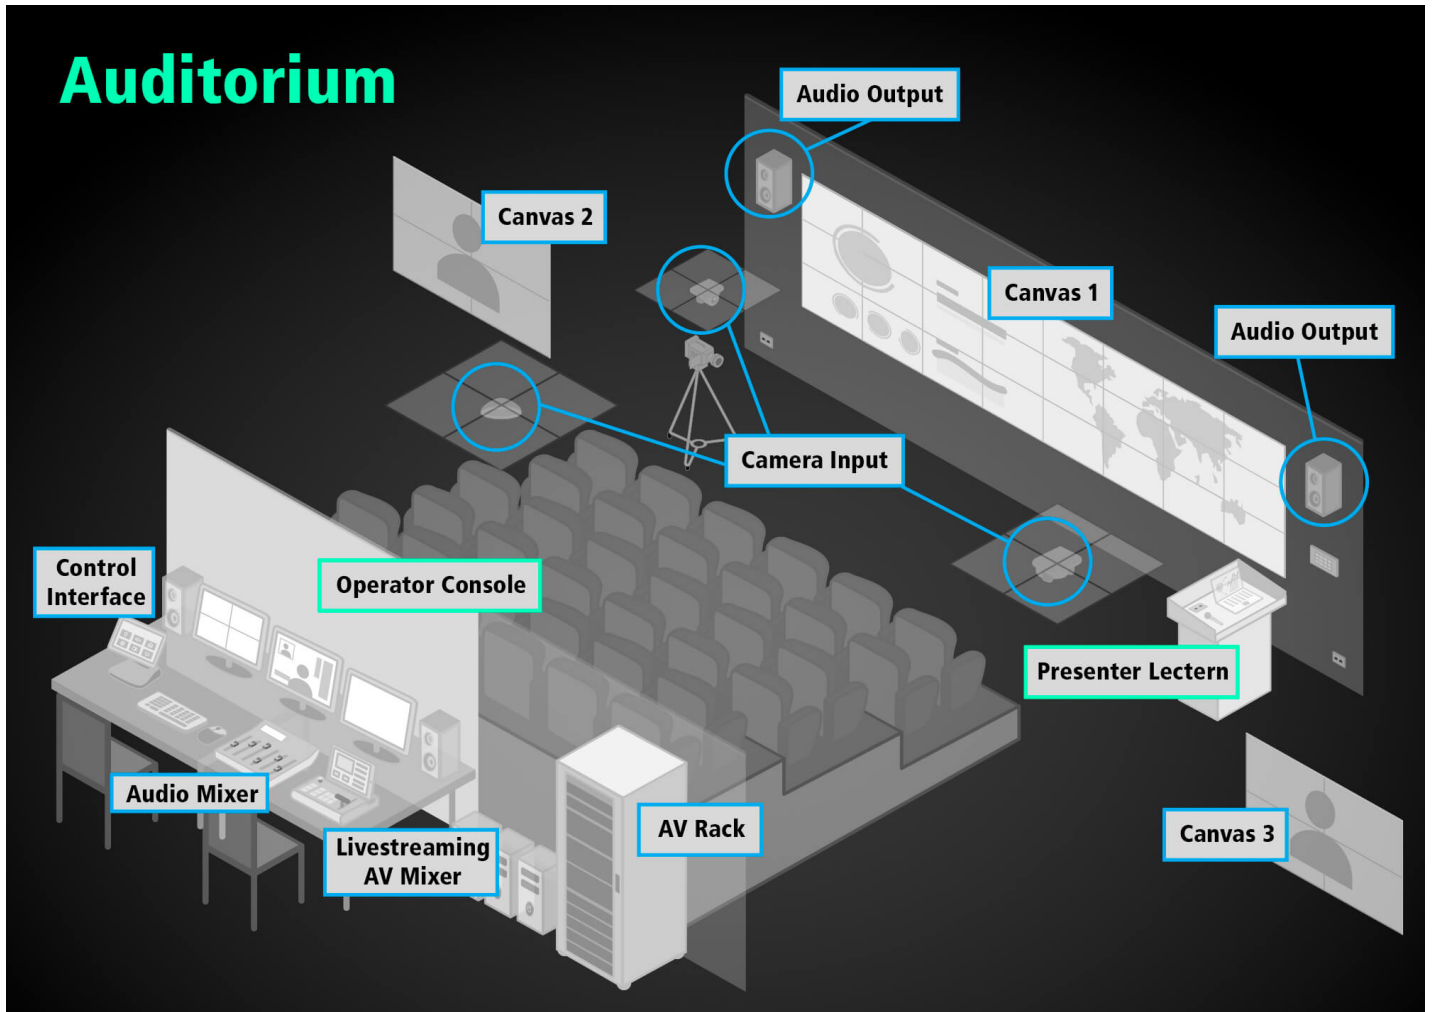 Auditorium
Audio Output
Canvas 2
Canvas 1
Audio Output
Camera Input
Control
Interface
Operator Console
Presenter Lectern
Audio Mixer
AV Rack
Canvas 3
Livestreaming
AV Mixer